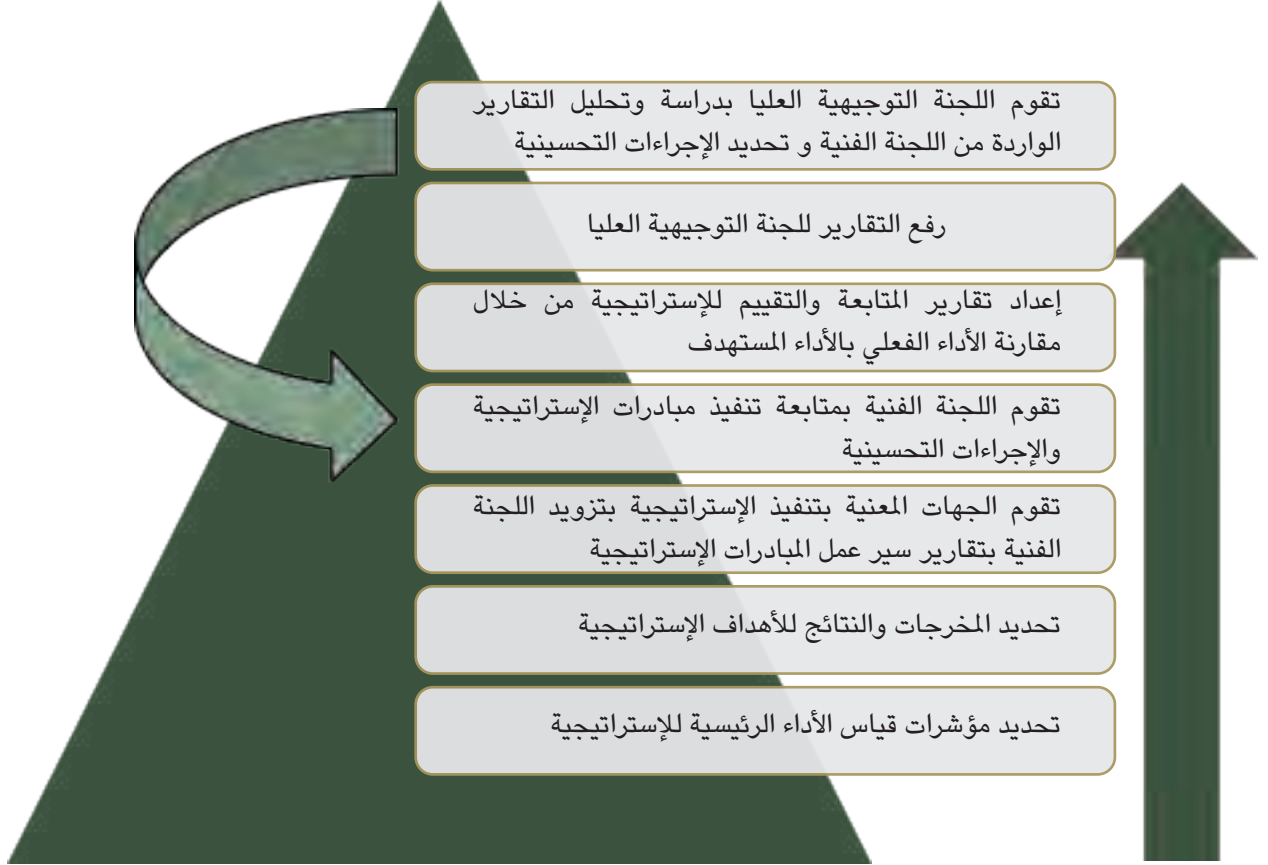 تقوم اللجنة التوجيهية العليا بدراسة وتحليل التقارير
الواردة من اللجنة الفنية و تحديد الإجراءات التحسينية
رفع التقارير للجنة التوجيهية العليا
إعداد تقارير المتابعة والتقييم للإستراتيجية من خلال
مقارنة الأداء الفعلي بالأداء المستهدف
تقوم اللجنة الفنية بمتابعة تنفيذ مبادرات الإستراتيجية
والإجراءات التحسينية
تقوم الجهات المعنية بتنفيذ الإستراتيجية بتزويد اللجنة
الفنية بتقارير سير عمل المبادرات الإستراتيجية
تحديد المخرجات والنتائج للأهداف الإستراتيجية
تحديد مؤشرات قياس الأداء الرئيسية للإستراتيجية